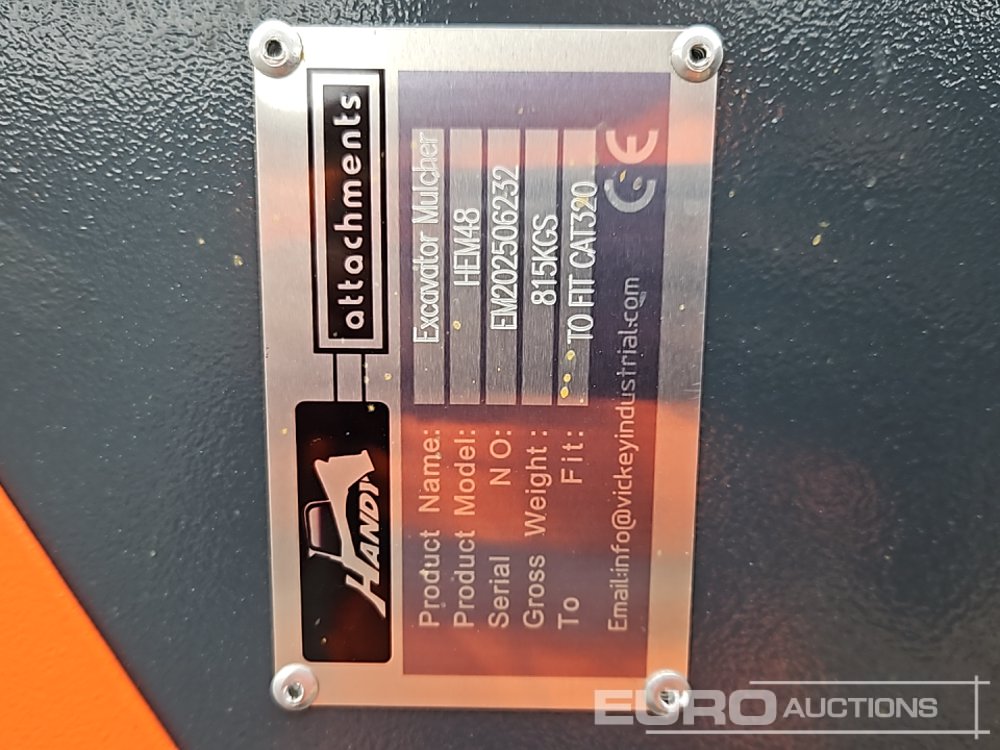 HANDY attachments
Product Name: Excavator Mulcher
Product Model: HEM48
Serial NO: EM202506232
Gross Weight: 815KGS
To Fit: TO FIT CAT320
Email:info@vickeyindustrial.com CE
EURO AUCTIONS